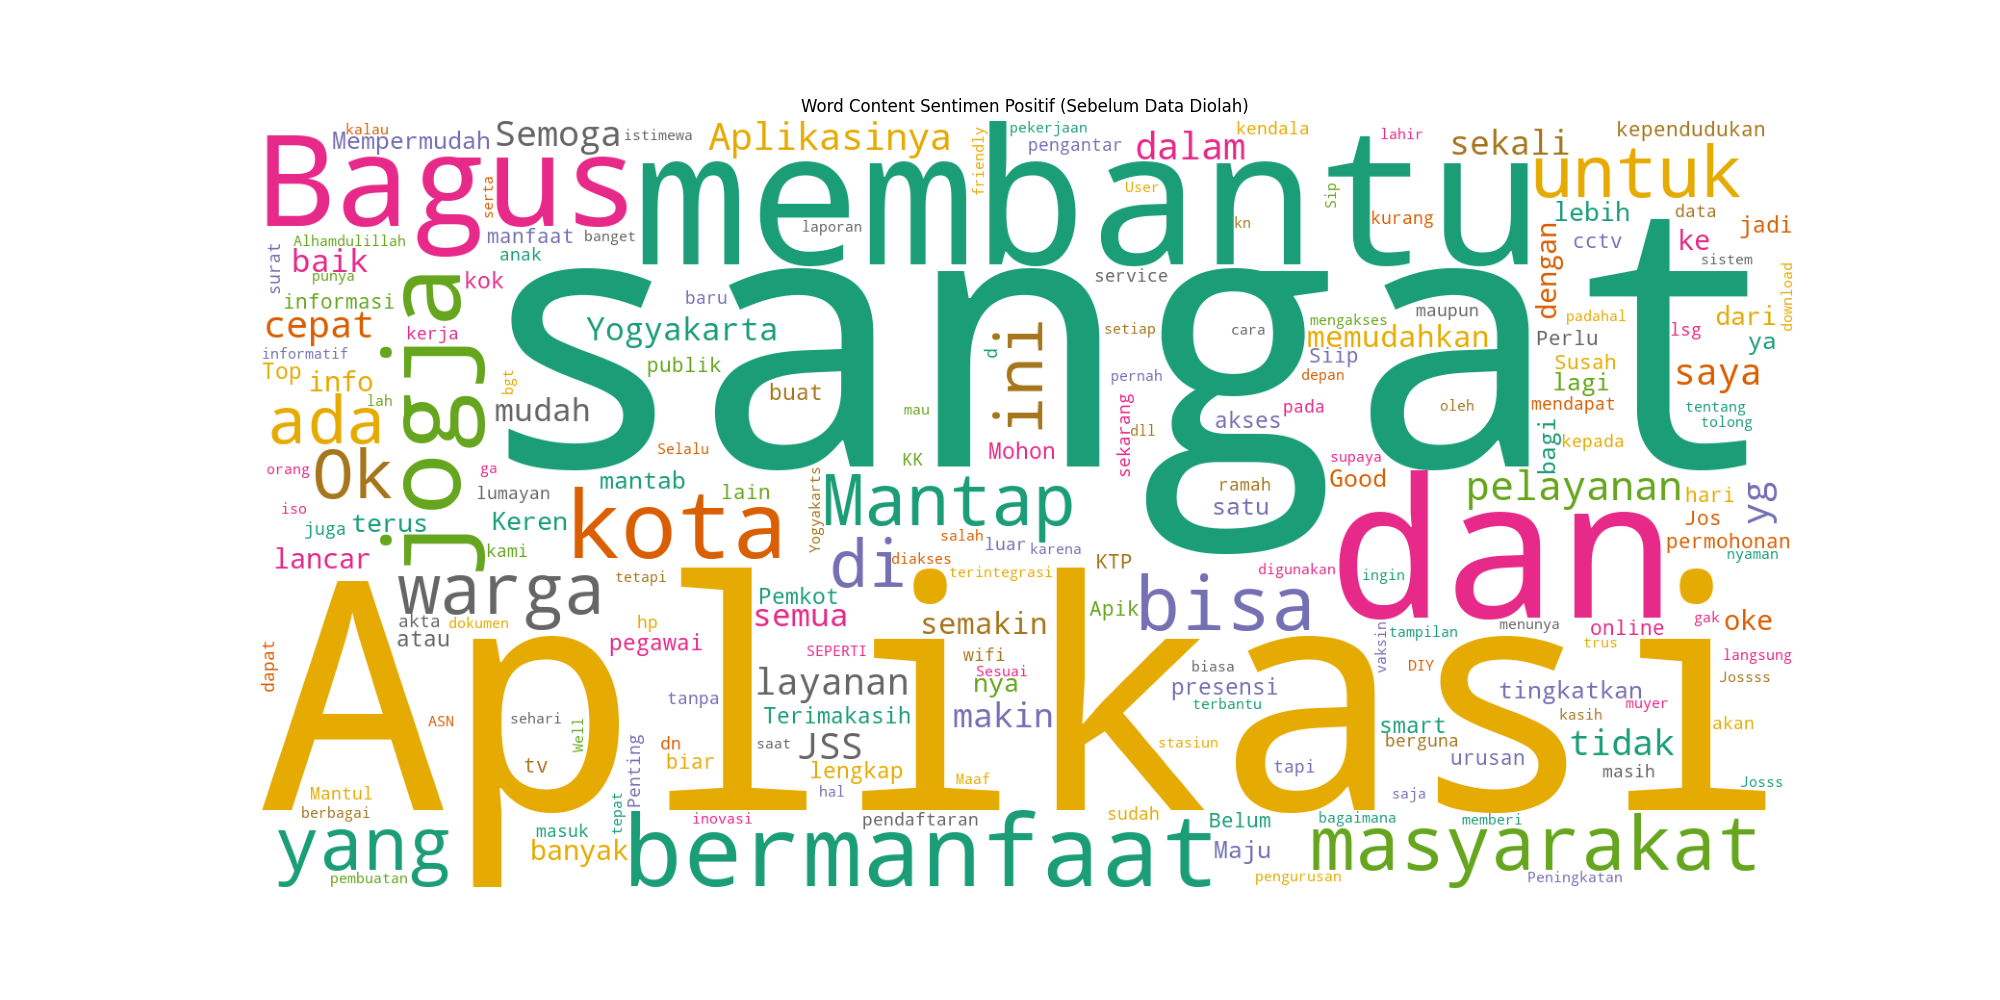 Word Content Sentimen Positif (Sebelum Data Diolah)
kalau
Mempermudah
Semoga
istimewa
Aplikasinya
friendly
pekerjaan
pengantar
dalam
kendala
lahir
sekali
kependudukan
Bagus
serta
membantu
User
Sip
untuk
surat
Alhamdulillah
manfaat
banget
anak
laporan
kn
kurang
lebih
data
jadi
baik
punya
kok
jogja
sangat
service
dengan
cctv
ke
sistem
download
informasi
baru
cepat
kerja
Yogyakarta
ini
d
setiap
cara
mengakses
maupun
memudahkan
padahal
lsg
dari
Perlu
ya
informatif
Top
info
lah
bgt
publik
Siip
pernah
depan
Susah
lagi
saya
ada
mudah
buat
mau
sekarang
akses
pada
oleh
mendapat
tentang
tolong
Ok
Selalu
KK
Mohon
dll
supaya
bagi
kepada
orang
ga
lumayan
mantab
lain
Yogyakarts
Mantap
ramah
satu
Good
pelayanan
hari
yg
iso
juga
terus
Keren
kota
salah
luar
karena
dan
Jos
permohonan
nyaman
lancar
kami
di
diakses
terintegrasi
KTP
digunakan
ingin
warga
tetapi
Pemkot
semua
Apik
bisa
akta
dokumen
atau
hp
pegawai
semakin
vaksin
tampilan
menunya
online
gak
oke
dapat
SEPERTI
wifi
Sesuai
nya
biasa
DIY
trus
langsung
Jossss
Aplikasi
tanpa
layanan
presensi
terbantu
tingkatkan
muyer
ASN
sehari
Well
Terimakasih
makin
smart
kasih
akan
Penting
dn
biar
saat
JSS
stasiun
berguna
tidak
tv
lengkap
Maaf
tapi
urusan
masih
Josss
Mantul
berbagai
hal
saja
yang
tepat
masuk
banyak
inovasi
bermanfaat
pendaftaran
sudah
Belum
Maju
bagaimana
memberi
masyarakat
pembuatan
pengurusan
Peningkatan